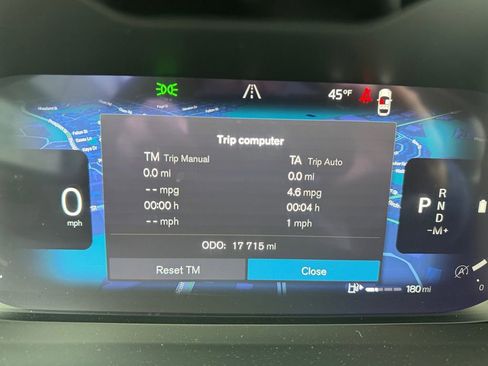 45°F
Trip computer
TM Trip Manual
TA Trip Auto
0.0 mi
0.0 mi
-- mpg
4.6 mpg
00:00 h
00:04 h
-- mph
1 mph
ODO: 17 715 mi
Reset TM
Close
0
mph
P
R
N
D
-M+
180 mi
0